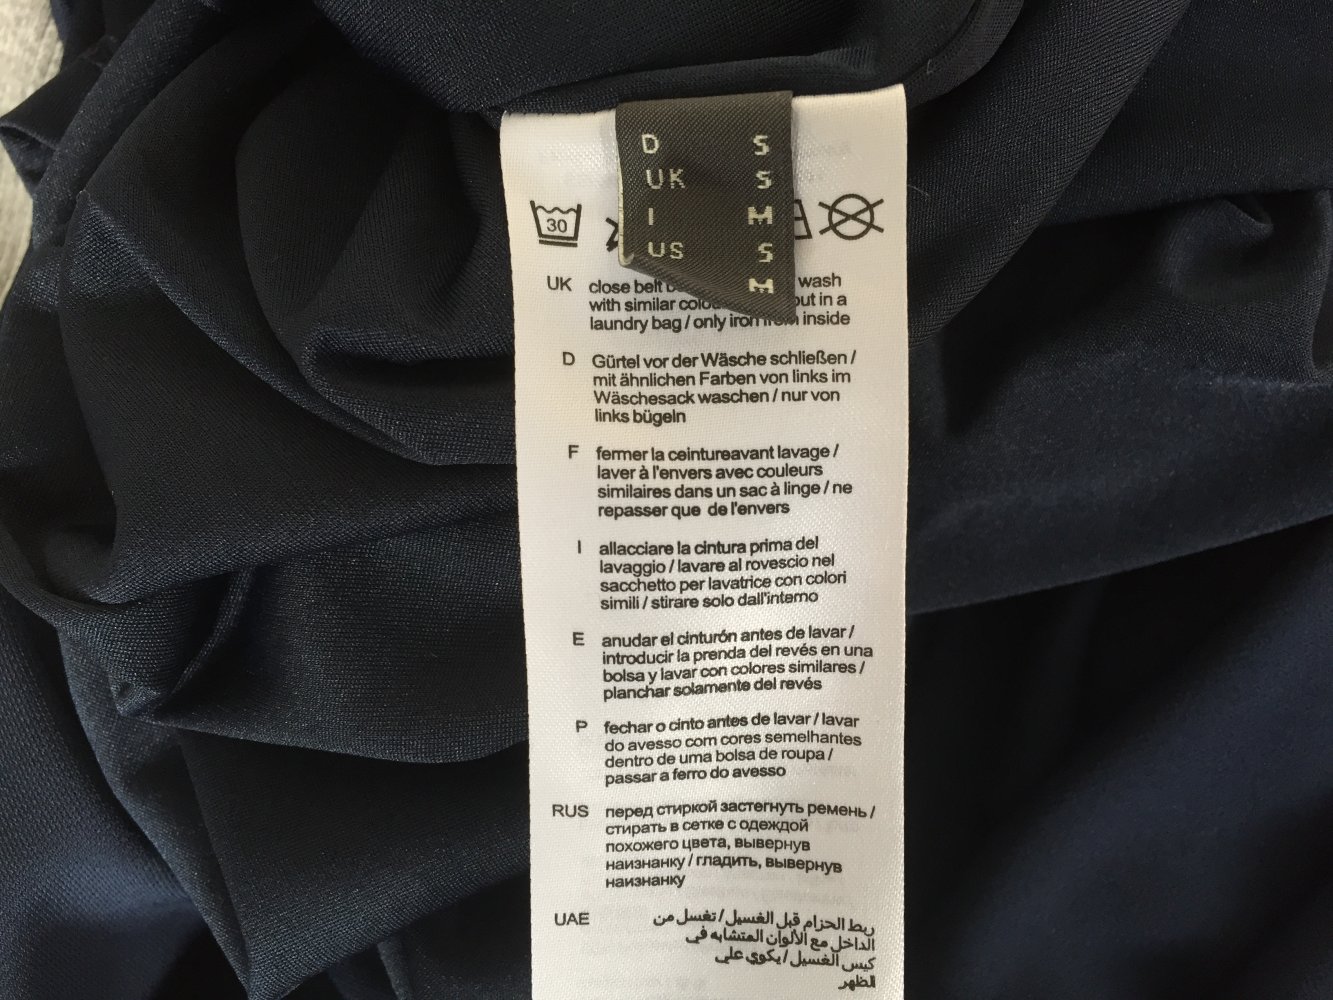 D S
UK S
I M
US S
M
30
UK close belt wash
with similar in a
laundry bag / only iron from inside
D Gürtel vor der Wäsche schließen /
mit ähnlichen Farben von links im
Wäschesack waschen / nur von
links bügeln
F fermer la ceintureavant lavage /
laver à l'envers avec couleurs
similaires dans un sac à linge / ne
repasser que de l'envers
I allacciare la cintura prima del
lavaggio / lavare al rovescio nel
sacchetto per lavatrice con colori
simili / stirare solo dall'interno
E anudar el cinturón antes de lavar /
introducir la prenda del revés en una
bolsa y lavar con colores similares /
planchar solamente del revés
P fechar o cinto antes de lavar / lavar
do avesso com cores semelhantes
dentro de uma bolsa de roupa /
passar a ferro do avesso
RUS перед стиркой застегнуть ремень /
стирать в сетке с одеждой
похожего цвета, вывернув
наизнанку / гладить, вывернув
наизнанку
UAE ربط الحزام قبل الغسيل / تغسل من
الداخل مع الألوان المتشابه في
كيس الغسيل / يكوي علي
الظهر